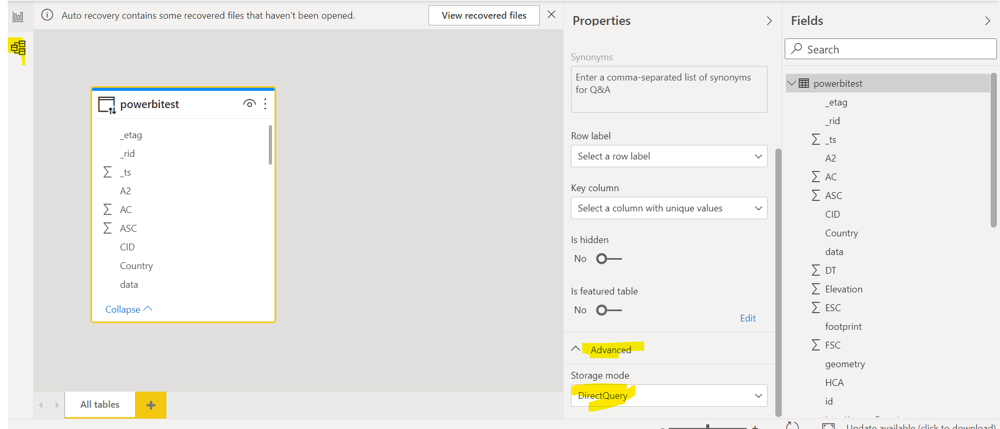 Auto recovery contains some recovered files that haven't been opened.
View recovered files
powerbitest
_etag
_rid
_ts
A2
AC
ASC
CID
Country
data
Collapse
All tables
Properties
Synonyms
Enter a comma-separated list of synonyms
for Q&A
Row label
Select a row label
Key column
Select a column with unique values
Is hidden
No
Is featured table
No
Edit
Advanced
Storage mode
DirectQuery
Fields
Search
powerbitest
_etag
_rid
_ts
A2
AC
ASC
CID
Country
data
DT
Elevation
ESC
footprint
FSC
geometry
HCA
id
Update available (click to download)